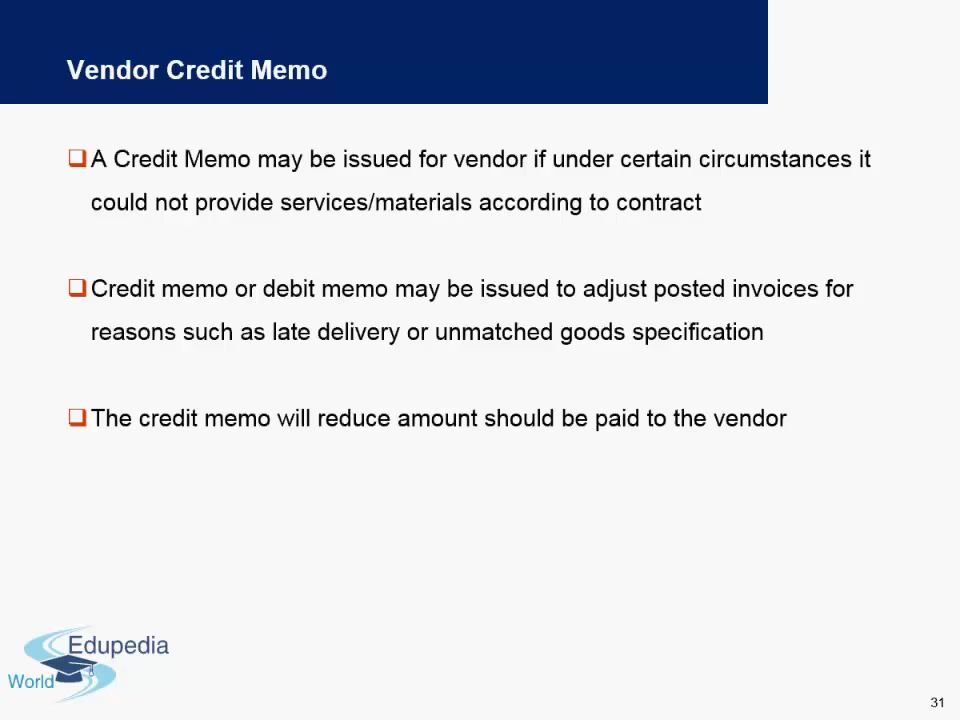 Vendor Credit Memo
A Credit Memo may be issued for vendor if under certain circumstances it
could not provide services/materials according to contract
Credit memo or debit memo may be issued to adjust posted invoices for
reasons such as late delivery or unmatched goods specification
The credit memo will reduce amount should be paid to the vendor
Edupedia
World
31